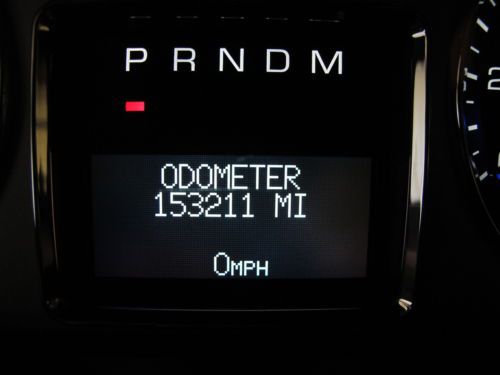 P R N D M
ODOMETER
153211 MI
0MPH